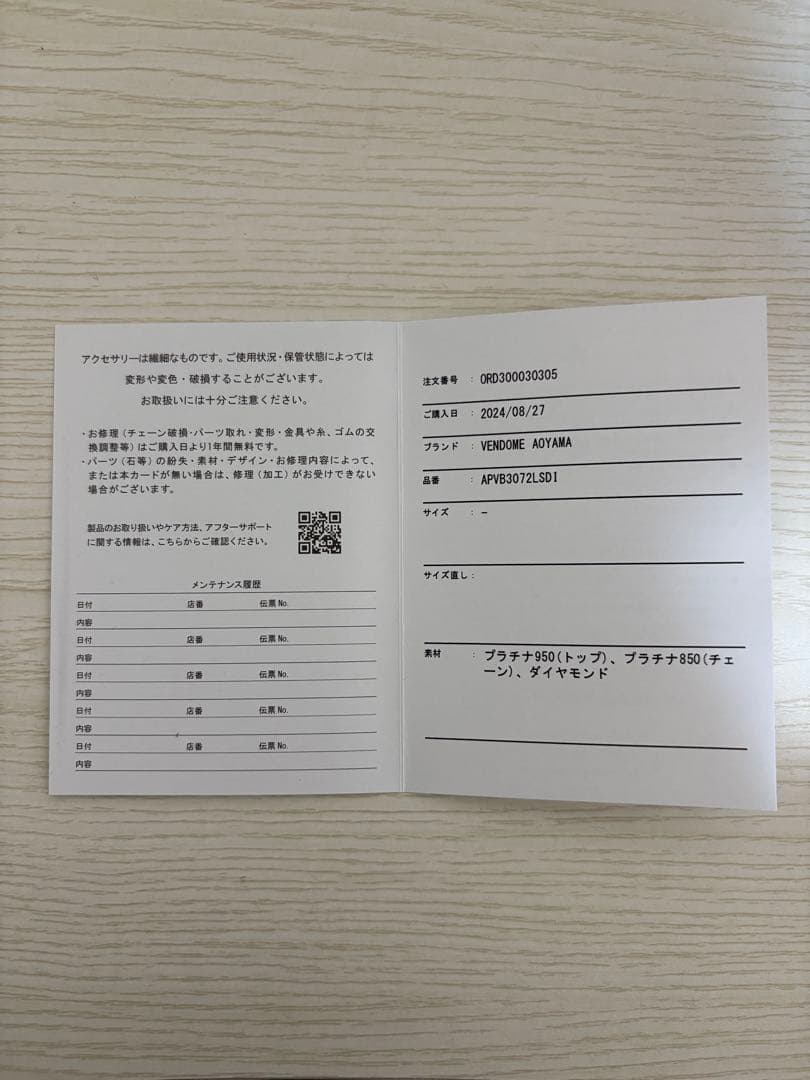 アクセサリーは繊細なものです。ご使用状況・保管状態によっては
変形や変色・破損することがございます。
お取扱いには十分ご注意ください。
・お修理（チェーン破損・パーツ取れ・変形・金具や糸、ゴムの交
換調整等）はご購入日より1年間無料です。
・パーツ（石等）の紛失・素材・デザイン・お修理内容によって、
または本カードが無い場合は、修理（加工）がお受けできない
場合がございます。
製品のお取り扱いやケア方法、アフターサポート
に関する情報は、こちらからご確認ください。
メンテナンス履歴
日付 店番 伝票 No.
内容
日付 店番 伝票 No.
内容
日付 店番 伝票 No.
内容
日付 店番 伝票 No.
内容
日付 店番 伝票 No.
内容
注文番号 : ORD300030305
ご購入日 : 2024/08/27
ブランド : VENDOME AOYAMA
品番 : APVB3072LSDI
サイズ : −
サイズ直し :
素材 : プラチナ950(トップ)、プラチナ850(チェ
ーン)、ダイヤモンド